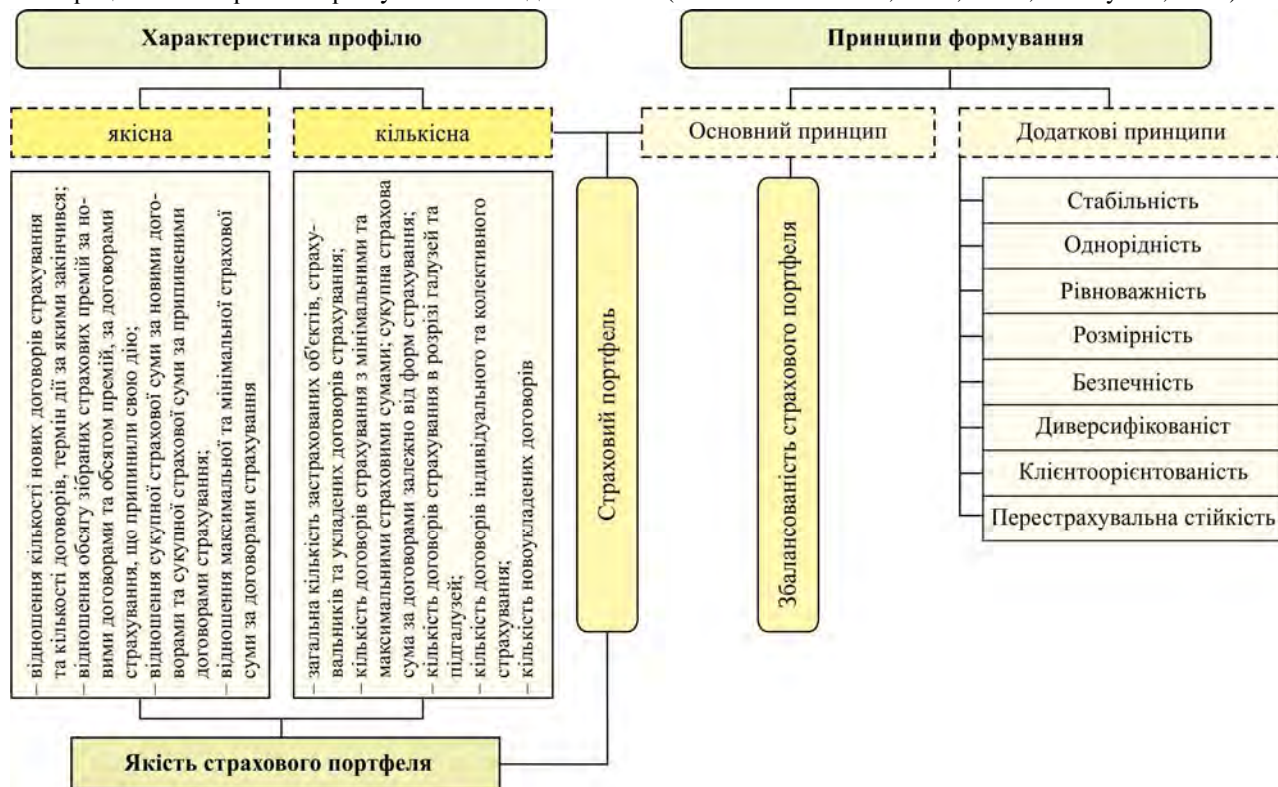 Характеристика профілю
Принципи формування
якісна
кількісна
Основний принцип
Додаткові принципи
– відношення кількості нових договорів страхування
та кількості договорів, термін дії за якими закінчився;
– відношення обсягу зібраних страхових премій за но-
вими договорами та обсягом премій, за договорами
страхування, що припинили свою дію;
– відношення сукупної страхової суми за новими дого-
ворами та сукупної страхової суми за припиненими
договорами страхування;
– відношення максимальної та мінімальної страхової
суми за договорами страхування
– загальна кількість застрахованих об'єктів, страху-
вальників та укладених договорів страхування;
– кількість договорів страхування з мінімальними та
максимальними страховими сумами; сукупна страхова
сума за договорами залежно від форм страхування;
– кількість договорів страхування в розрізі галузей та
підгалузей;
– кількість договорів індивідуального та колективного
страхування;
– кількість новоукладених договорів
Страховий портфель
Збалансованість страхового портфеля
Стабільність
Однорідність
Рівноважність
Розмірність
Безпечність
Диверсифікованіст
Клієнтоорієнтованість
Перестрахувальна стійкість
Якість страхового портфеля